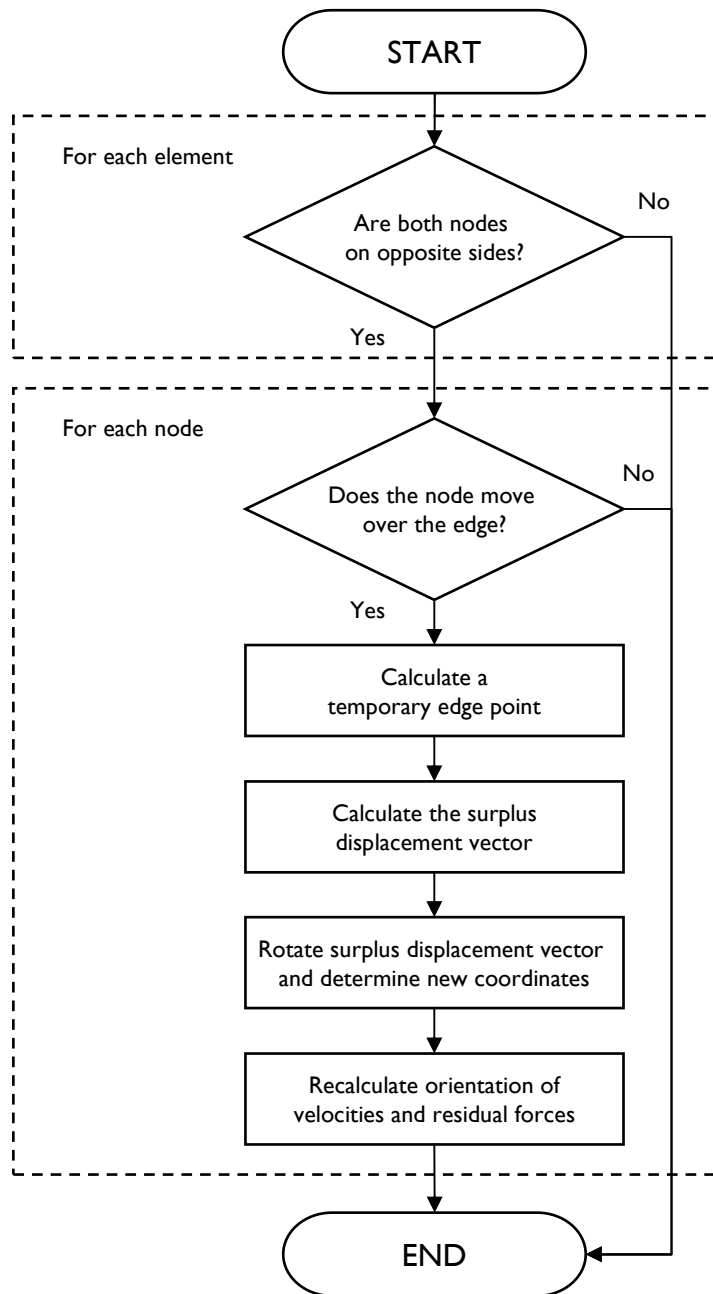 START
For each element
No
Are both nodes
on opposite sides?
Yes
For each node
No
Does the node move
over the edge?
Yes
Calculate a
temporary edge point
Calculate the surplus
displacement vector
Rotate surplus displacement vector
and determine new coordinates
Recalculate orientation of
velocities and residual forces
END